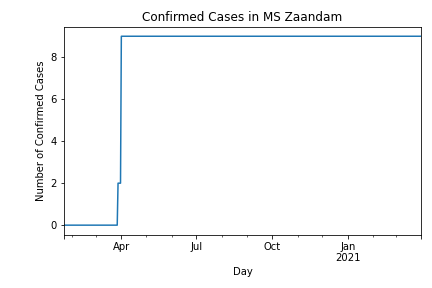 Confirmed Cases in MS Zaandam
Number of Confirmed Cases
8
6
4
2
0
Apr
Jul
Oct
Jan
2021
Day